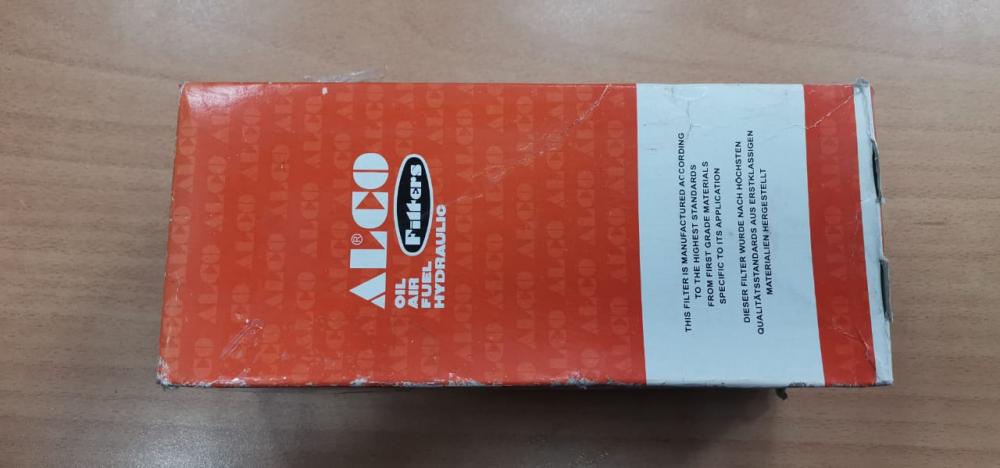 ALCO®
Filters
OIL
AIR
FUEL
HYDRAULIC
THIS FILTER IS MANUFACTURED ACCORDING
TO THE HIGHEST STANDARDS
FROM FIRST GRADE MATERIALS
SPECIFIC TO ITS APPLICATION
DIESER FILTER WURDE NACH HÖCHSTEN
QUALITÄTSSTANDARDS AUS ERSTKLASSIGEN
MATERIALIEN HERGESTELLT